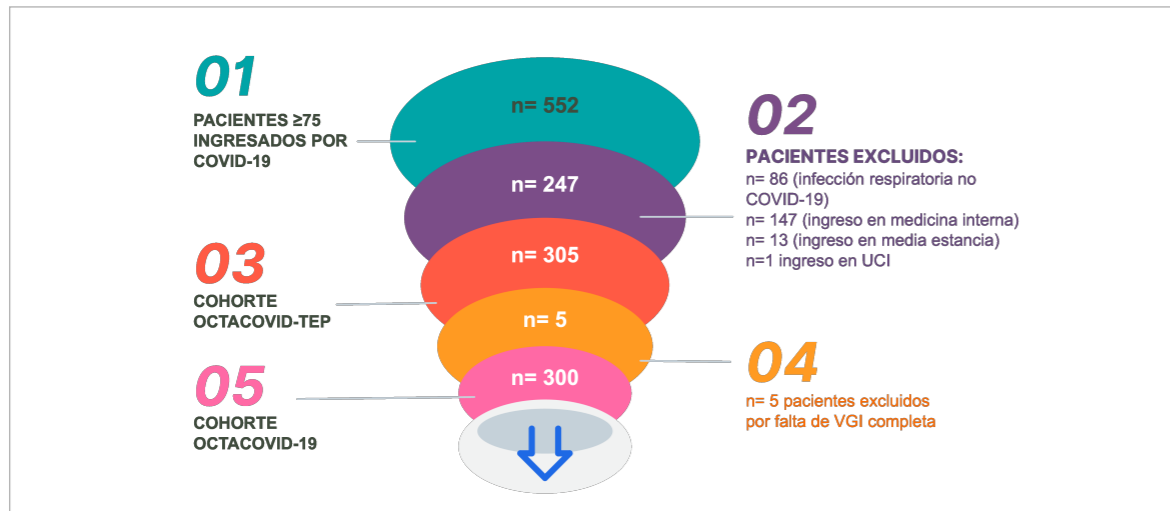 01
PACIENTES ≥75
INGRESADOS POR
COVID-19
n= 552
02
PACIENTES EXCLUIDOS:
n= 86 (infección respiratoria no
COVID-19)
n= 147 (ingreso en medicina interna)
n= 13 (ingreso en media estancia)
n=1 ingreso en UCI
n= 247
03
COHORTE
OCTACOVID-TEP
n= 305
04
n= 5 pacientes excluidos
por falta de VGI completa
n= 5
05
COHORTE
OCTACOVID-19
n= 300